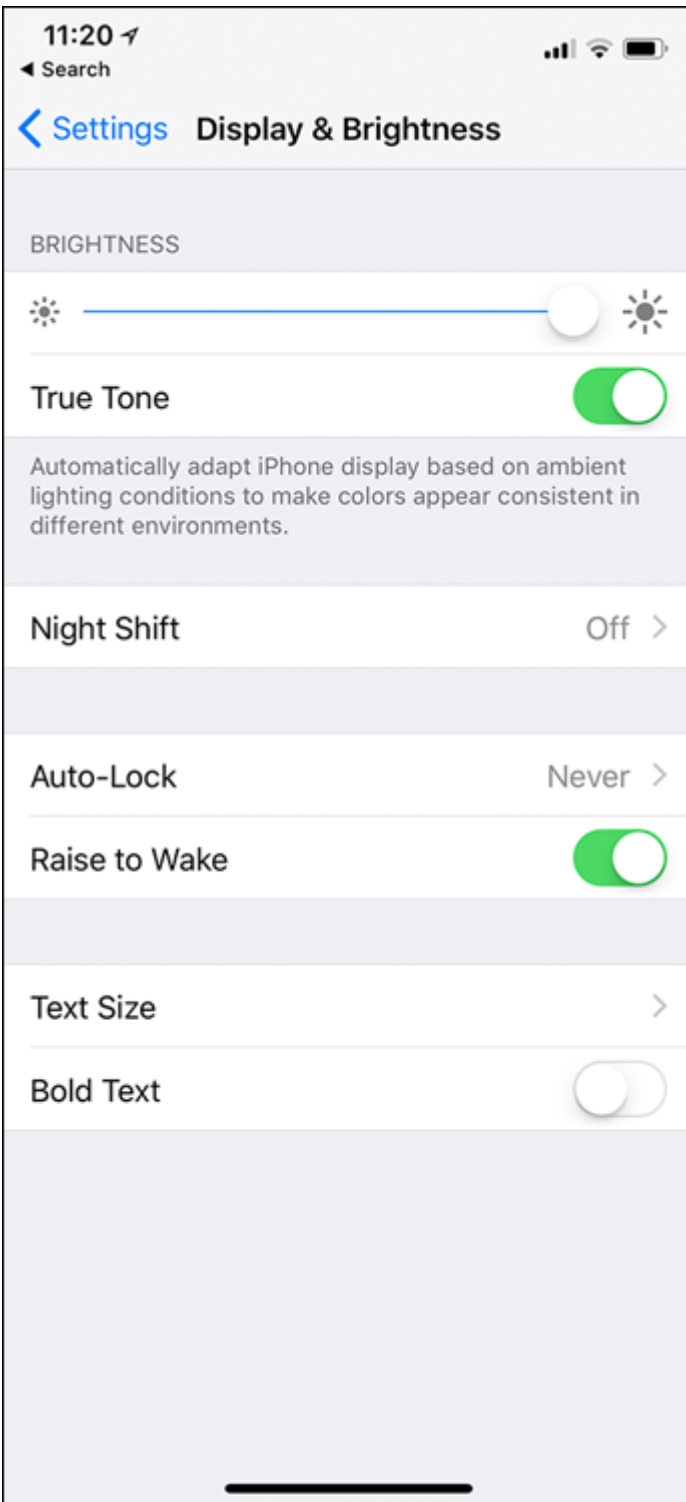 11:20
◀ Search
Settings Display & Brightness
BRIGHTNESS
True Tone
Automatically adapt iPhone display based on ambient
lighting conditions to make colors appear consistent in
different environments.
Night Shift Off
Auto-Lock Never
Raise to Wake
Text Size
Bold Text